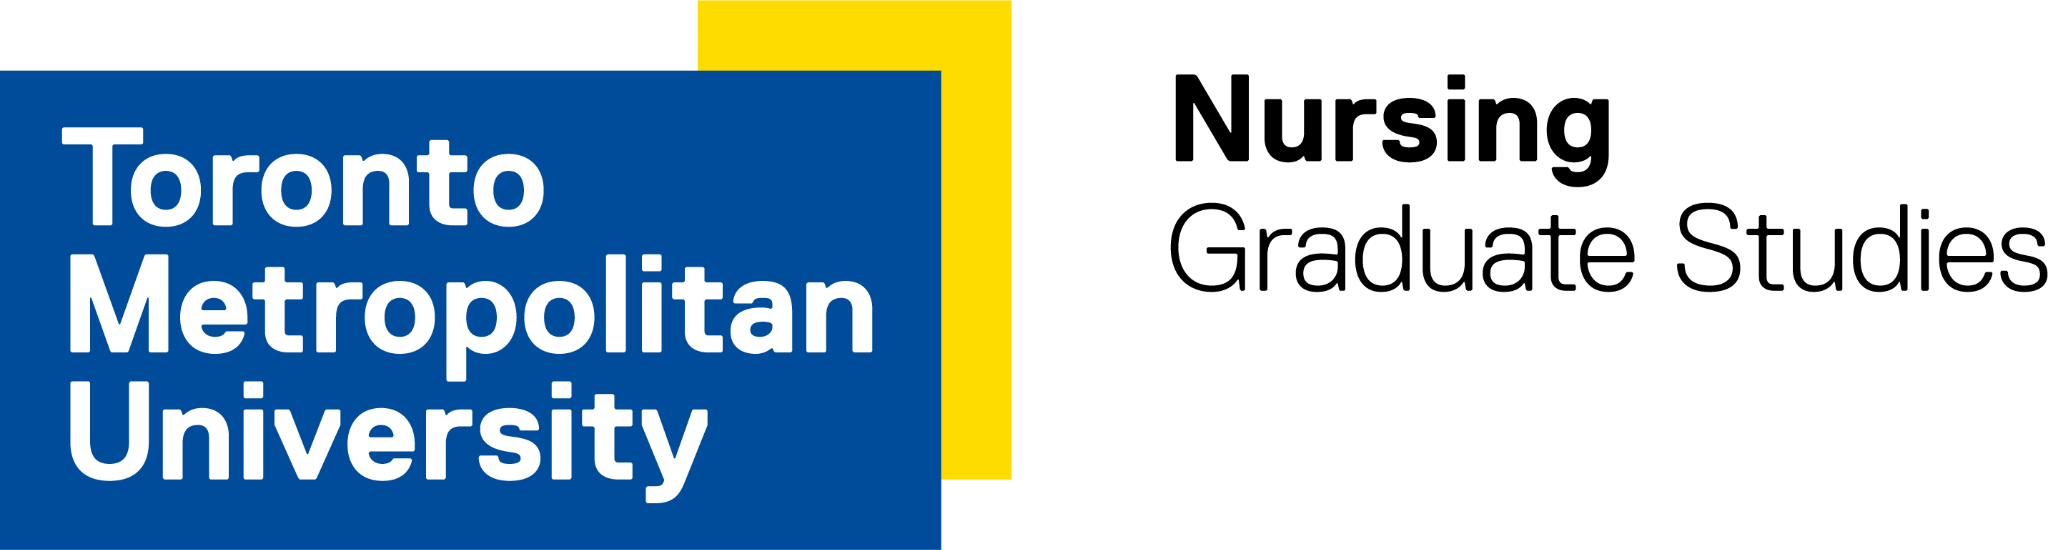 Toronto
Metropolitan
University
Nursing
Graduate Studies